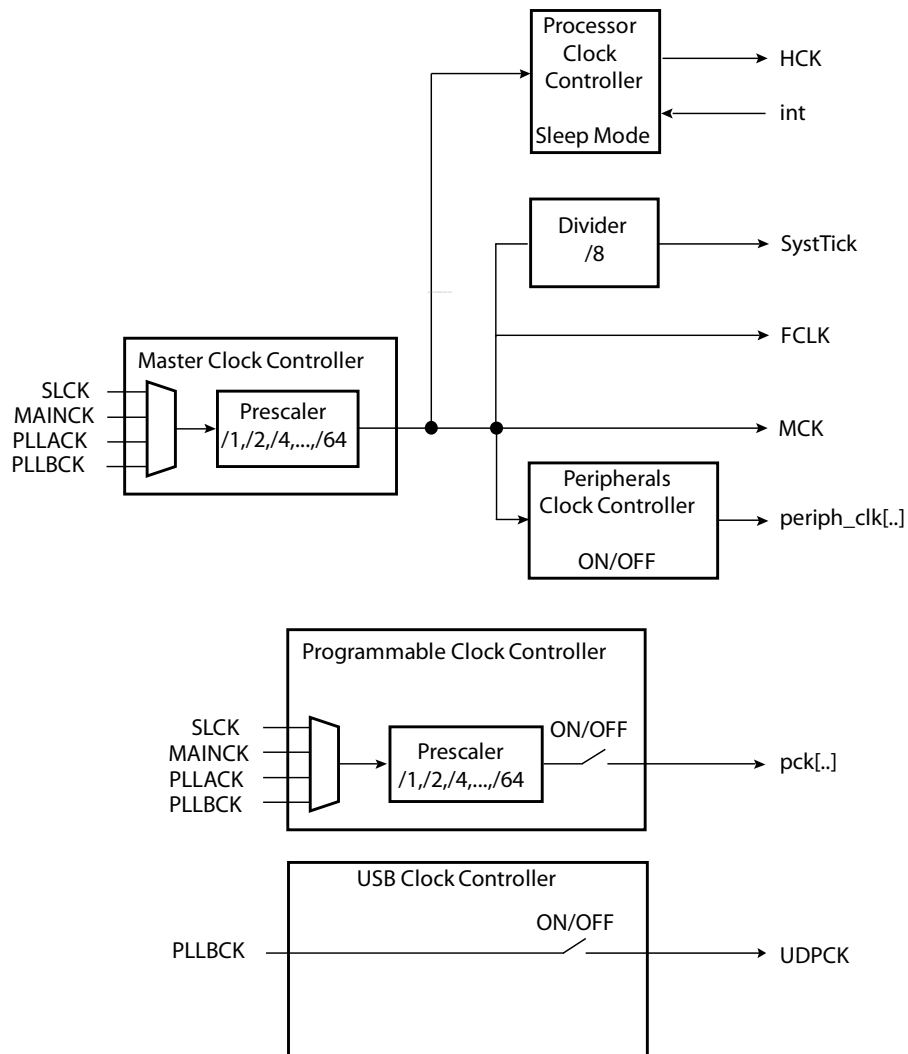 Processor
Clock
Controller
Sleep Mode
HCK
int
Divider
/8
SystTick
FCLK
Master Clock Controller
SLCK
MAINCK
PLLACK
PLLBCK
Prescaler
/1,/2,/4,...,/64
MCK
Peripherals
Clock Controller
ON/OFF
periph_clk[..]
Programmable Clock Controller
SLCK
MAINCK
PLLACK
PLLBCK
Prescaler
/1,/2,/4,...,/64
ON/OFF
pck[..]
USB Clock Controller
ON/OFF
PLLBCK
UDPCK